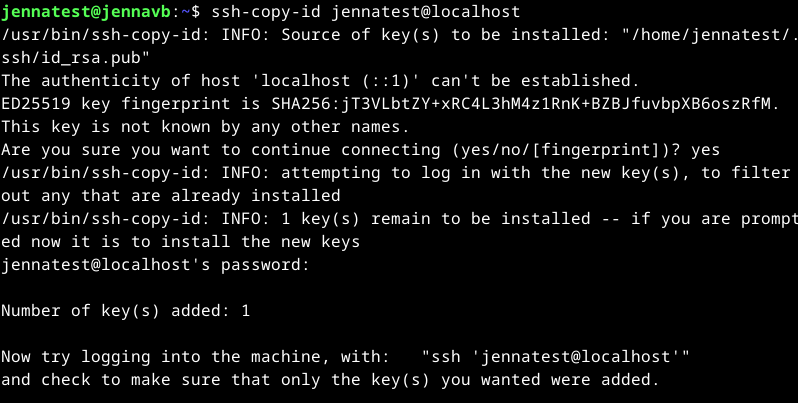 jennatest@jennavb:~$ ssh-copy-id jennatest@localhost
/usr/bin/ssh-copy-id: INFO: Source of key(s) to be installed: "/home/jennatest/.
ssh/id_rsa.pub"
The authenticity of host 'localhost (::1)' can't be established.
ED25519 key fingerprint is SHA256:jT3VLbtZY+xRC4L3hM4z1RnK+BZBJfuvbpXB6oszRfM.
This key is not known by any other names.
Are you sure you want to continue connecting (yes/no/[fingerprint])? yes
/usr/bin/ssh-copy-id: INFO: attempting to log in with the new key(s), to filter
out any that are already installed
/usr/bin/ssh-copy-id: INFO: 1 key(s) remain to be installed -- if you are prompt
ed now it is to install the new keys
jennatest@localhost's password:

Number of key(s) added: 1

Now try logging into the machine, with:   "ssh 'jennatest@localhost'"
and check to make sure that only the key(s) you wanted were added.